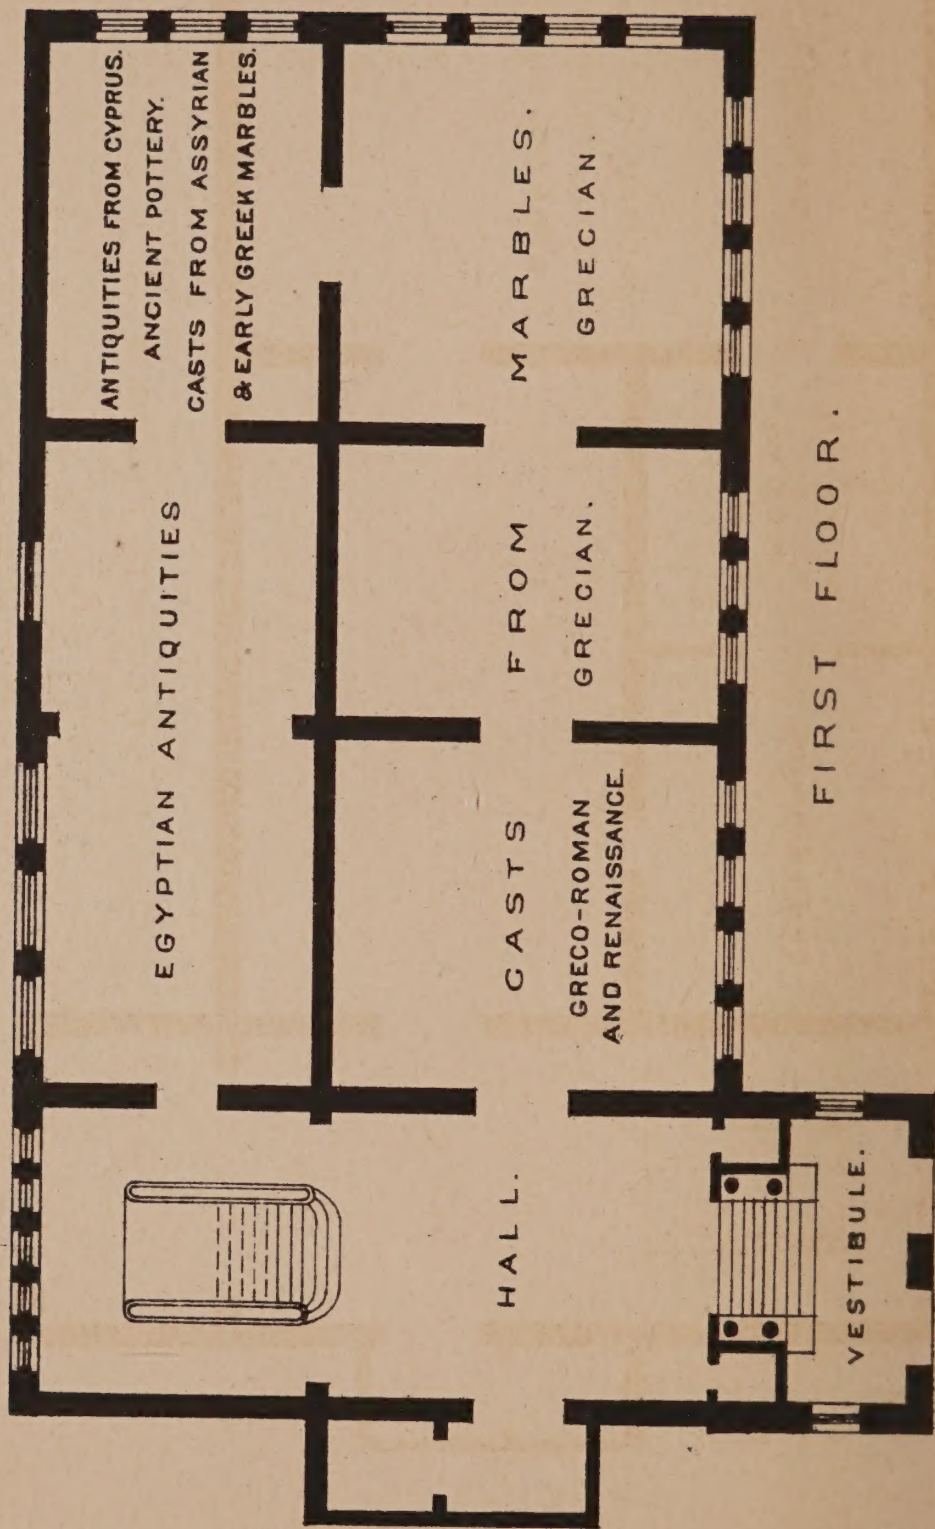 ANTIQUITIES FROM CYPRUS.
ANCIENT POTTERY.
CASTS FROM ASSYRIAN
& EARLY GREEK MARBLES.
EGYPTIAN ANTIQUITIES
CASTS FROM MARBLES.
GRECO-ROMAN
AND RENAISSANCE.
GRECIAN.
GRECIAN.
HALL.
VESTIBULE.
FIRST FLOOR.